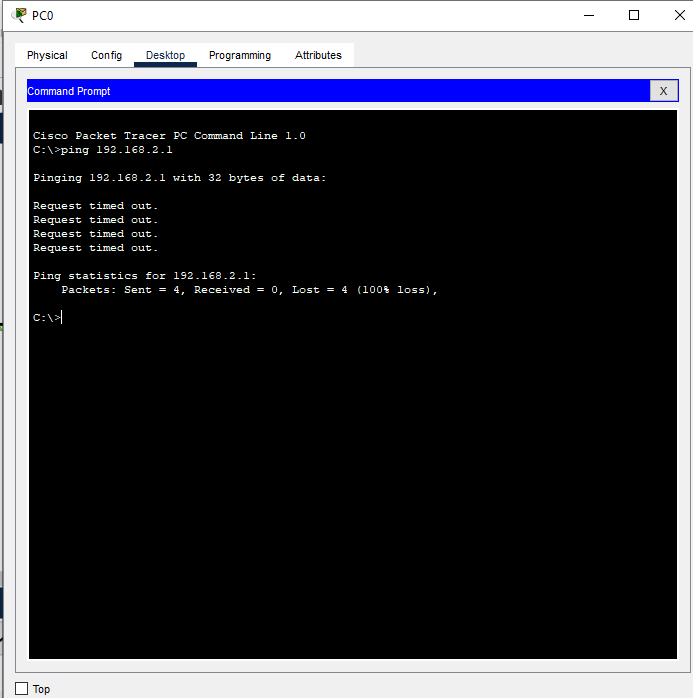 PC0
Physical Config Desktop Programming Attributes
Command Prompt X
Cisco Packet Tracer PC Command Line 1.0
C:\>ping 192.168.2.1
Pinging 192.168.2.1 with 32 bytes of data:
Request timed out.
Request timed out.
Request timed out.
Request timed out.
Ping statistics for 192.168.2.1:
    Packets: Sent = 4, Received = 0, Lost = 4 (100% loss),
C:\>
Top